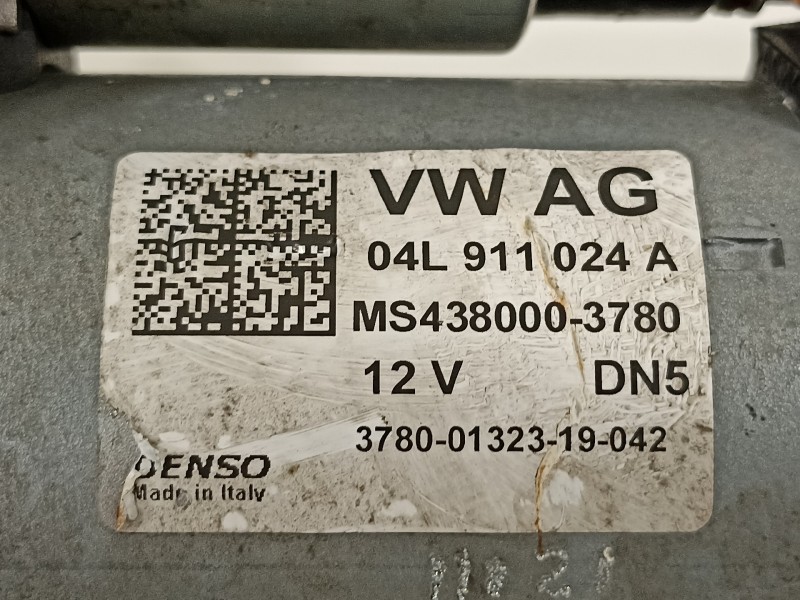 VW AG
04L 911 024 A
MS438000-3780
12 V DN5
3780-01323-19-042
DENSO
Made in Italy